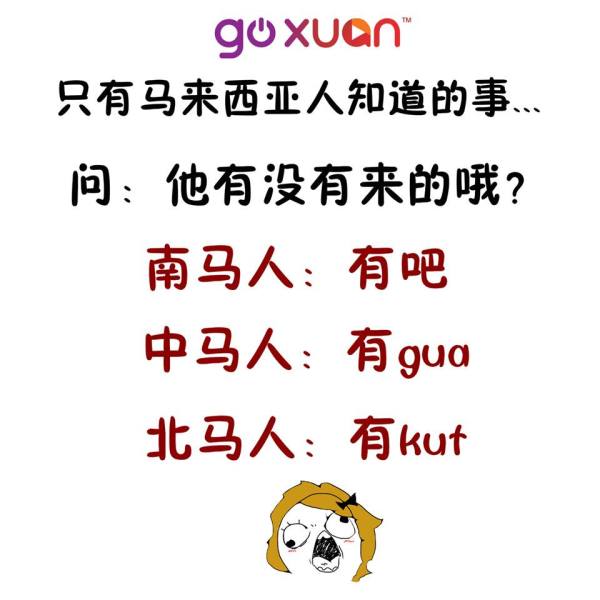 goxuan™
只有马来西亚人知道的事...
问：他有没有来的哦？
南马人：有吧
中马人：有gua
北马人：有kut